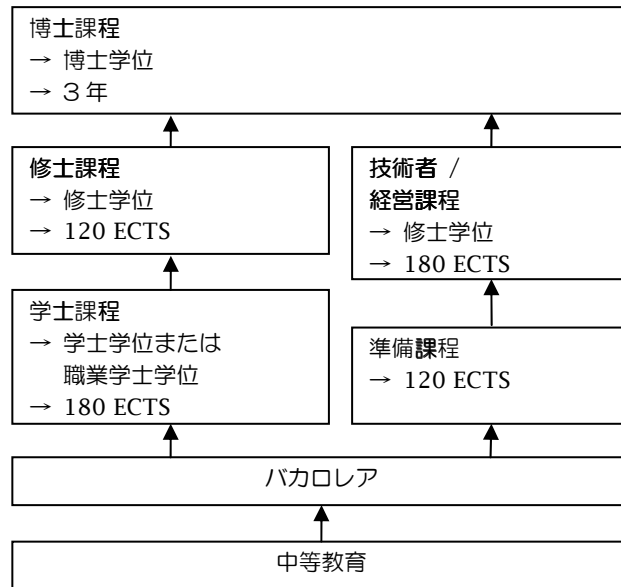 博士課程
→ 博士学位
→ 3年
修士課程
→ 修士学位
→ 120 ECTS
技術者 /
経営課程
→ 修士学位
→ 180 ECTS
学士課程
→ 学士学位または
職業学士学位
→ 180 ECTS
準備課程
→ 120 ECTS
バカロレア
中等教育